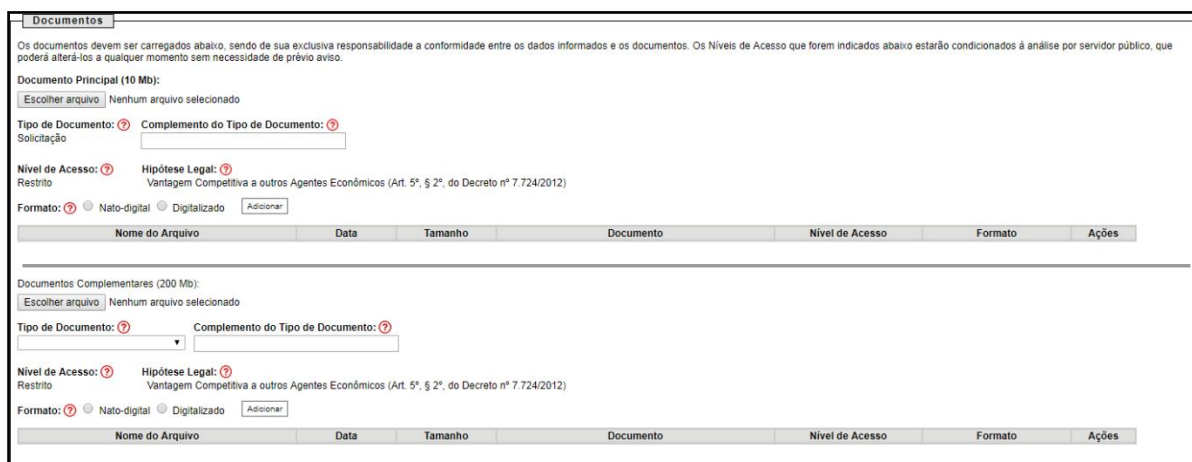 Documentos
Os documentos devem ser carregados abaixo, sendo de sua exclusiva responsabilidade a conformidade entre os dados informados e os documentos. Os Níveis de Acesso que forem indicados abaixo estarão condicionados à análise por servidor público, que
poderá alterá-los a qualquer momento sem necessidade de prévio aviso.
Documento Principal (10 Mb):
Escolher arquivo Nenhum arquivo selecionado
Tipo de Documento: ? Complemento do Tipo de Documento: ?
Solicitação
Nível de Acesso: ? Hipótese Legal: ?
Restrito Vantagem Competitiva a outros Agentes Econômicos (Art. 5º, § 2º, do Decreto nº 7.724/2012)
Formato: ? Nato-digital Digitalizado Adicionar
Nome do Arquivo Data Tamanho Documento Nível de Acesso Formato Ações
Documentos Complementares (200 Mb):
Escolher arquivo Nenhum arquivo selecionado
Tipo de Documento: ? Complemento do Tipo de Documento: ?
Nível de Acesso: ? Hipótese Legal: ?
Restrito Vantagem Competitiva a outros Agentes Econômicos (Art. 5º, § 2º, do Decreto nº 7.724/2012)
Formato: ? Nato-digital Digitalizado Adicionar
Nome do Arquivo Data Tamanho Documento Nível de Acesso Formato Ações